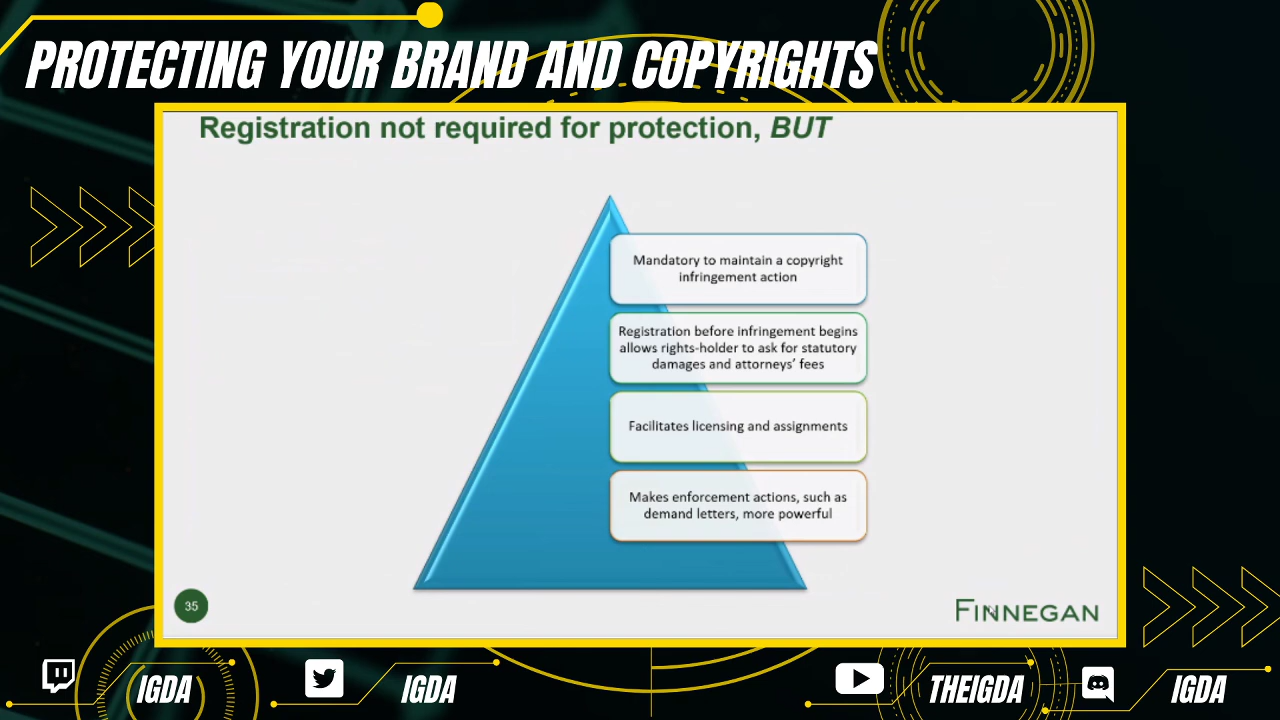 PROTECTING YOUR BRAND AND COPYRIGHTS
Registration not required for protection, BUT
Mandatory to maintain a copyright
infringement action
Registration before infringement begins
allows rights-holder to ask for statutory
damages and attorneys’ fees
Facilitates licensing and assignments
Makes enforcement actions, such as
demand letters, more powerful
35
FINNEGAN
IGDA
IGDA
THEIGDA
IGDA